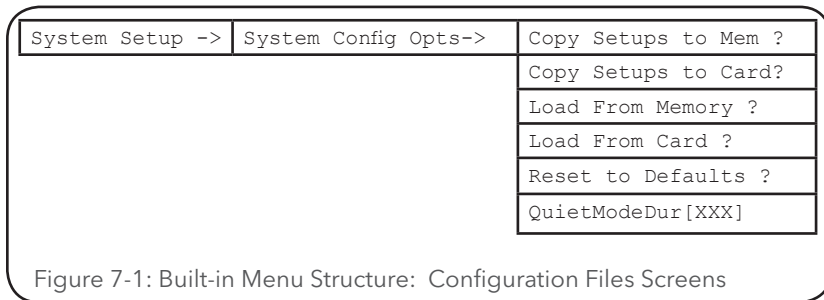 System Setup -> System Config Opts-> Copy Setups to Mem ?
Copy Setups to Card?
Load From Memory ?
Load From Card ?
Reset to Defaults ?
QuietModeDur[XXX]
Figure 7-1: Built-in Menu Structure: Configuration Files Screens